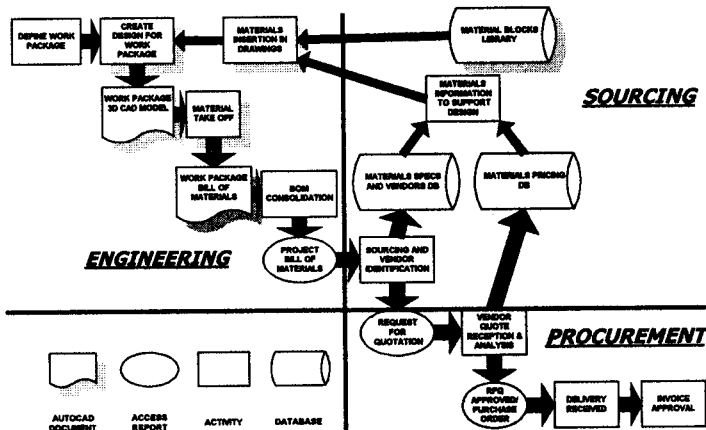 DEFINE WORK
PACKAGE
CREATE
DESIGN FOR
WORK
PACKAGE
MATERIALS
INSERTION IN
DRAWINGS
MATERIAL BLOCKS
LIBRARY
MATERIALS
INFORMATION
TO SUPPORT
DESIGN
SOURCING
WORK PACKAGE
3D CAD MODEL
MATERIAL
TAKE OFF
WORK PACKAGE
BILL OF
MATERIALS
BOM
CONSOLIDATION
MATERIALS SPECS
AND VENDORS DB
MATERIALS PRICING
DB
ENGINEERING
PROJECT
BILL OF
MATERIALS
SOURCING AND
VENDOR
IDENTIFICATION
REQUEST
FOR
QUOTATION
VENDOR
QUOTE
RECEPTION &
ANALYSIS
PROCUREMENT
RFQ
APPROVED/
PURCHASE
ORDER
DELIVERY
RECEIVED
INVOICE
APPROVAL
AUTOCAD
DOCUMENT
ACCESS
REPORT
ACTIVITY
DATABASE